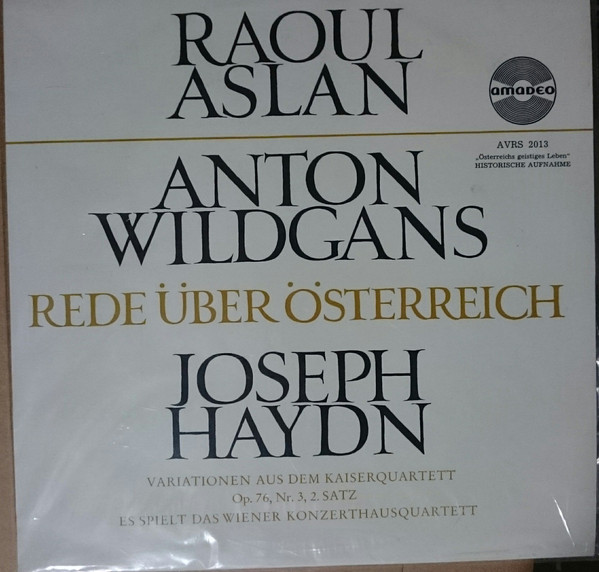 RAOUL
ASLAN
amadeo
AVRS 2013
„Österreichs geistiges Leben“
HISTORISCHE AUFNAHME
ANTON
WILDGANS
REDE ÜBER ÖSTERREICH
JOSEPH
HAYDN
VARIATIONEN AUS DEM KAISERQUARTETT
Op. 76, Nr. 3, 2. SATZ
ES SPIELT DAS WIENER KONZERTHAUSQUARTETT